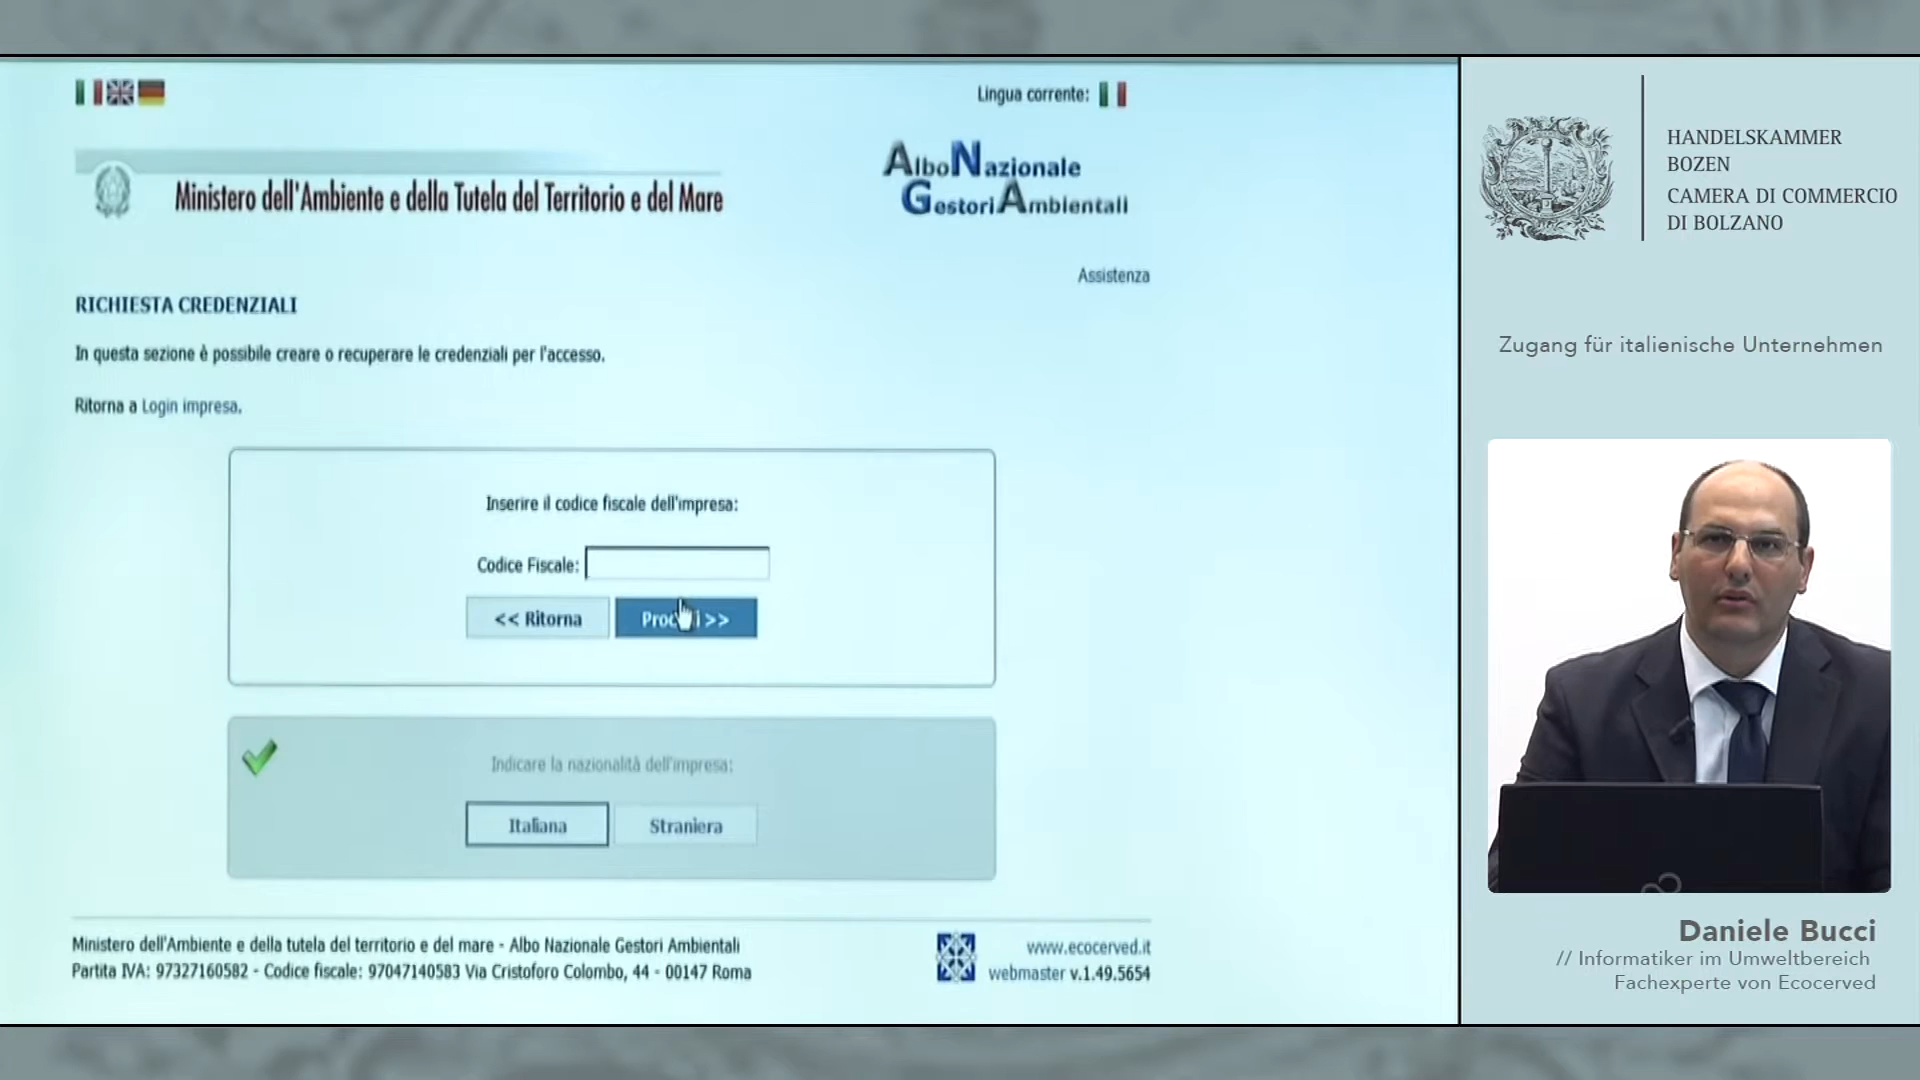 Lingua corrente:
Ministero dell'Ambiente e della Tutela del Territorio e del Mare
Albo Nazionale
Gestori Ambientali
Assistenza
RICHIESTA CREDENZIALI
In questa sezione è possibile creare o recuperare le credenziali per l'accesso.
Ritorna a Login impresa.
Inserire il codice fiscale dell'impresa:
Codice Fiscale:
<< Ritorna
>>
Indicare la nazionalità dell'impresa:
Italiana
Straniera
Ministero dell'Ambiente e della tutela del territorio e del mare - Albo Nazionale Gestori Ambientali
Partita IVA: 97327160582 - Codice fiscale: 97047140583 Via Cristoforo Colombo, 44 - 00147 Roma
www.ecocerved.it
webmaster v.1.49.5654
HANDELSKAMMER
BOZEN
CAMERA DI COMMERCIO
DI BOLZANO
Zugang für italienische Unternehmen
Daniele Bucci
// Informatiker im Umweltbereich
Fachexperte von Ecocerved